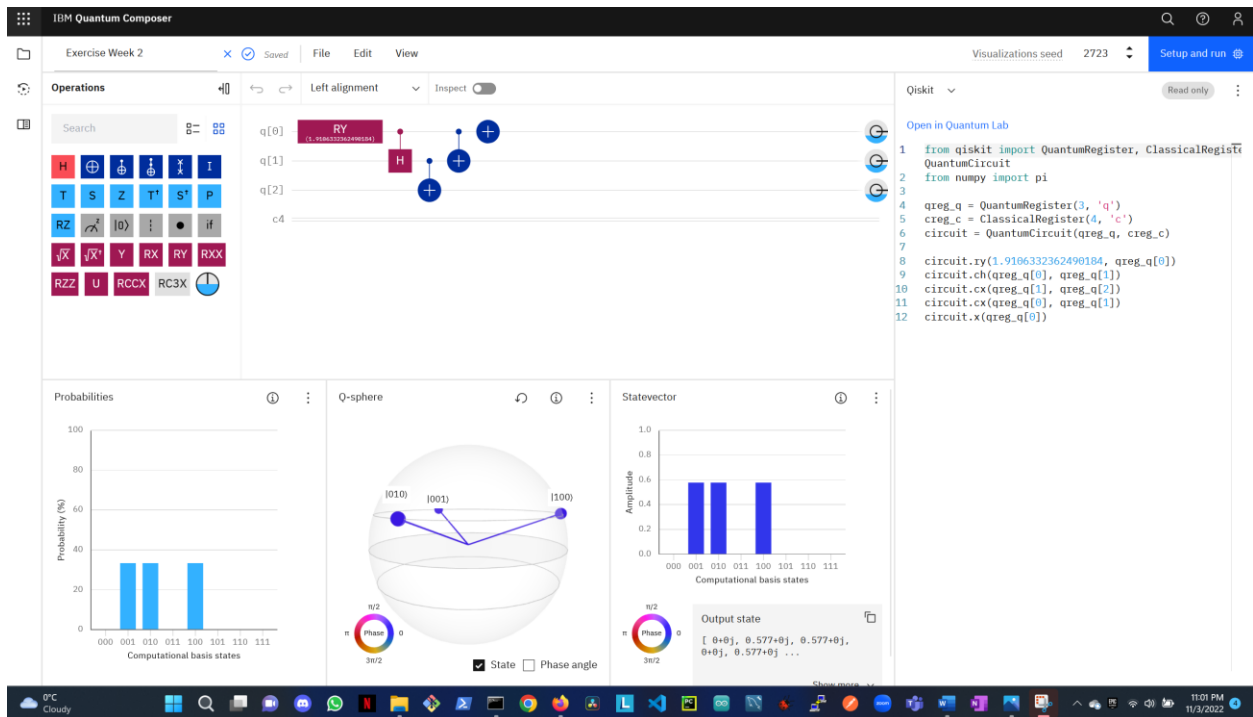 IBM Quantum Composer
Exercise Week 2
Saved
File Edit View
Visualizations seed 2723
Setup and run
Operations
Left alignment
Inspect
Search
H
I
T S Z T† S† P
RZ |0⟩ if
√X √X† Y RX RY RXX
RZZ U RCCX RC3X
q[0]
RY
(1.9106332362490184)
q[1]
H
q[2]
c4
Qiskit
Read only
Open in Quantum Lab
1 from qiskit import QuantumRegister, ClassicalRegiste
QuantumCircuit
2 from numpy import pi
3
4 qreg_q = QuantumRegister(3, 'q')
5 creg_c = ClassicalRegister(4, 'c')
6 circuit = QuantumCircuit(qreg_q, creg_c)
7
8 circuit.ry(1.9106332362490184, qreg_q[0])
9 circuit.ch(qreg_q[0], qreg_q[1])
10 circuit.cx(qreg_q[1], qreg_q[2])
11 circuit.cx(qreg_q[0], qreg_q[1])
12 circuit.x(qreg_q[0])
Probabilities
100
80
60
40
20
0
Probability (%)
000 001 010 011 100 101 110 111
Computational basis states
Q-sphere
|010⟩
|001⟩
|100⟩
π/2
π Phase 0
3π/2
State Phase angle
Statevector
1.0
0.8
0.6
0.4
0.2
0.0
Amplitude
000 001 010 011 100 101 110 111
Computational basis states
π/2
π Phase 0
3π/2
Output state
[ 0+0j, 0.577+0j, 0.577+0j,
0+0j, 0.577+0j ...
Show more
0°C
Cloudy
11:01 PM
11/3/2022